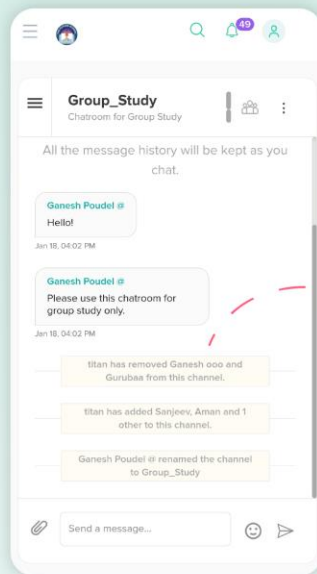 49
Group_Study
Chatroom for Group Study
All the message history will be kept as you
chat.
Ganesh Poudel @
Hello!
Jan 18, 04:02 PM
Ganesh Poudel @
Please use this chatroom for
group study only.
Jan 18, 04:02 PM
titan has removed Ganesh ooo and
Gurubaa from this channel.
titan has added Sanjeev, Aman and 1
other to this channel.
Ganesh Poudel @ renamed the channel
to Group_Study
Send a message...